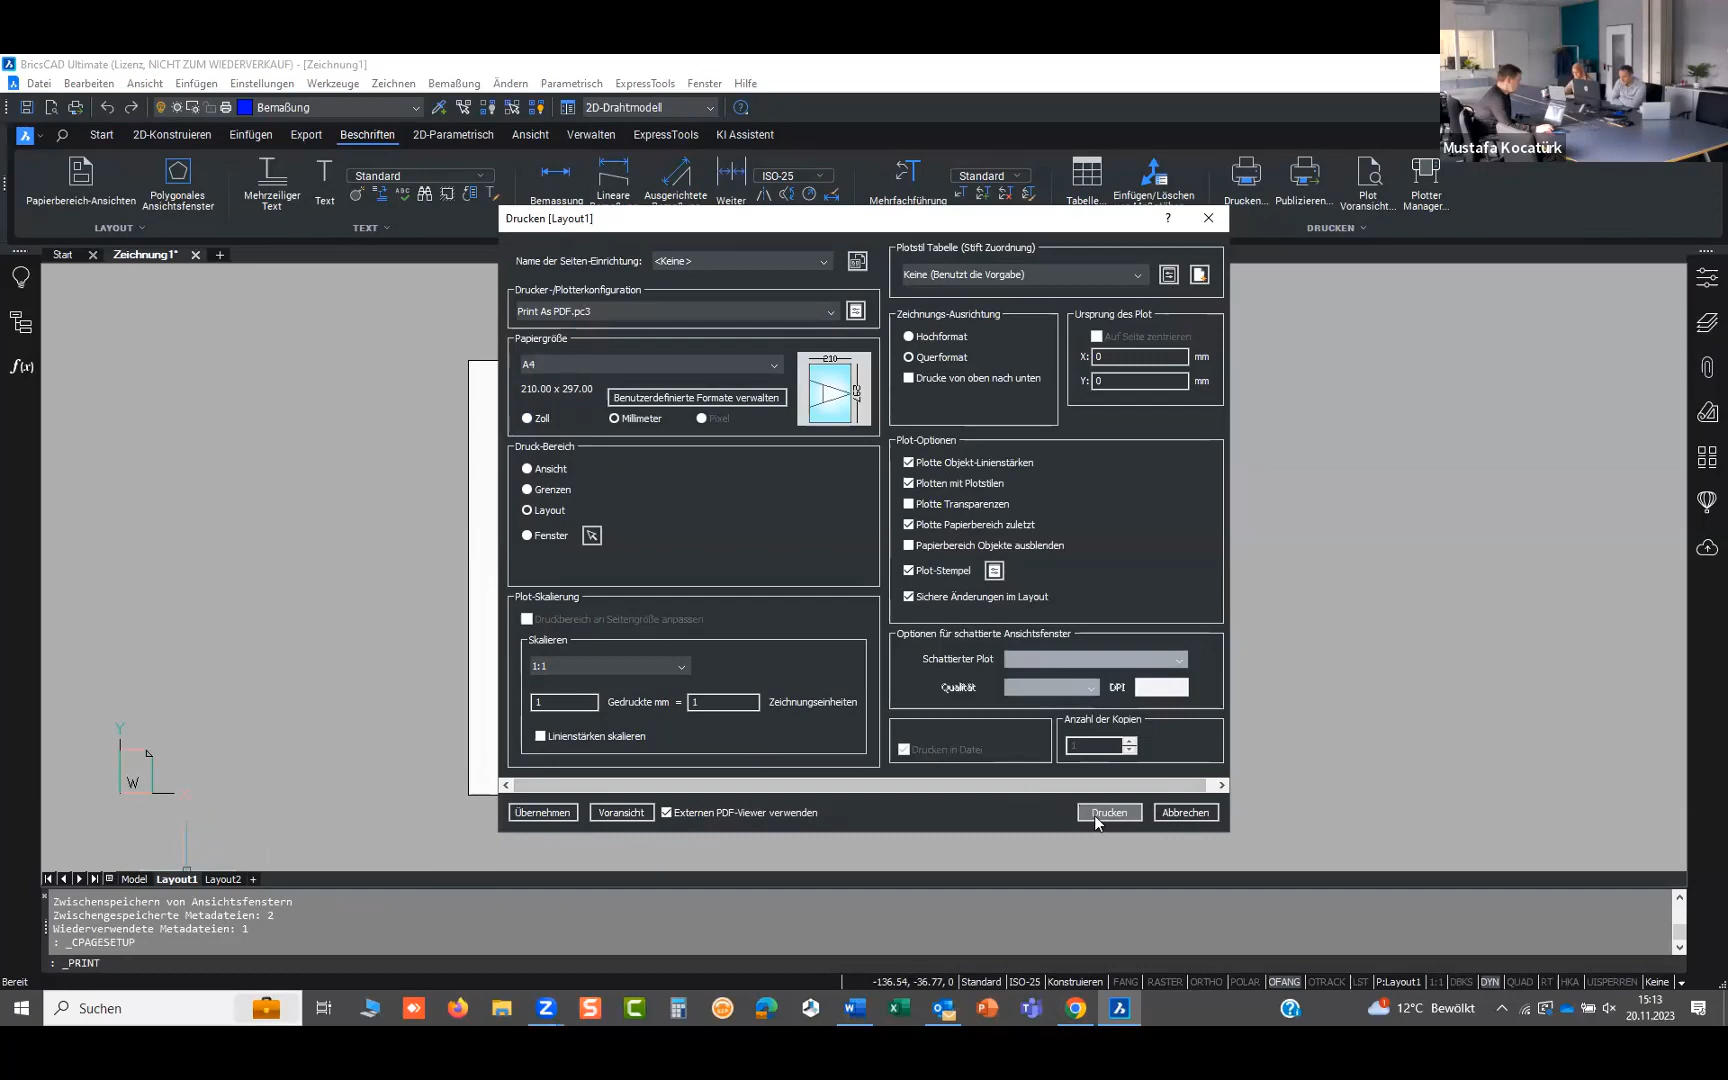 BricsCAD Ultimate (Lizenz, NICHT ZUM WIEDERVERKAUF) - [Zeichnung1]
Datei Bearbeiten Ansicht Einfügen Einstellungen Werkzeuge Zeichnen Bemaßung Ändern Parametrisch ExpressTools Fenster Hilfe
Bemaßung 2D-Drahtmodell
Mustafa Kocatürk
Start 2D-Konstruieren Einfügen Export Beschriften 2D-Parametrisch Ansicht Verwalten ExpressTools KI Assistent
Standard ISO-25 Standard
Papierbereich-Ansichten Polygonales Ansichtsfenster Mehrzeiliger Text Text Bemassung Lineare Ausgerichtete Weiter Mehrfachführung Tabelle... Einfügen/Löschen Drucken... Publizieren... Plot Voransicht... Plotter Manager...
LAYOUT TEXT DRUCKEN
Start Zeichnung1*
Drucken [Layout1]
Name der Seiten-Einrichtung: <Keine>
Drucker-/Plotterkonfiguration
Print As PDF.pc3
Papiergröße
A4
210.00 x 297.00 Benutzerdefinierte Formate verwalten
210
297
Zoll Millimeter Pixel
Druck-Bereich
Ansicht
Grenzen
Layout
Fenster
Plot-Skalierung
Druckbereich an Seitengröße anpassen
Skalieren
1:1
1 Gedruckte mm = 1 Zeichnungseinheiten
Linienstärken skalieren
Plotstil Tabelle (Stift Zuordnung)
Keine (Benutzt die Vorgabe)
Zeichnungs-Ausrichtung
Hochformat
Querformat
Drucke von oben nach unten
Ursprung des Plot
Auf Seite zentrieren
X: 0 mm
Y: 0 mm
Plot-Optionen
Plotte Objekt-Linienstärken
Plotten mit Plotstilen
Plotte Transparenzen
Plotte Papierbereich zuletzt
Papierbereich Objekte ausblenden
Plot-Stempel
Sichere Änderungen im Layout
Optionen für schattierte Ansichtsfenster
Schattierter Plot
Qualität DPI
Drucken in Datei
Anzahl der Kopien
1
Übernehmen Voransicht Externen PDF-Viewer verwenden Drucken Abbrechen
f(x)
Y
W
Model Layout1 Layout2 +
Zwischenspeichern von Ansichtsfenstern
Zwischengespeicherte Metadateien: 2
Wiederverwendete Metadateien: 1
: _CPAGESETUP
: _PRINT
Bereit -136.54, -36.77, 0 Standard ISO-25 Konstruieren FANG RASTER ORTHO POLAR OFANG OTRACK LST P:Layout1 1:1 DBKS DYN QUAD RT HKA UISPERREN Keine
Suchen 12°C Bewölkt 15:13
20.11.2023